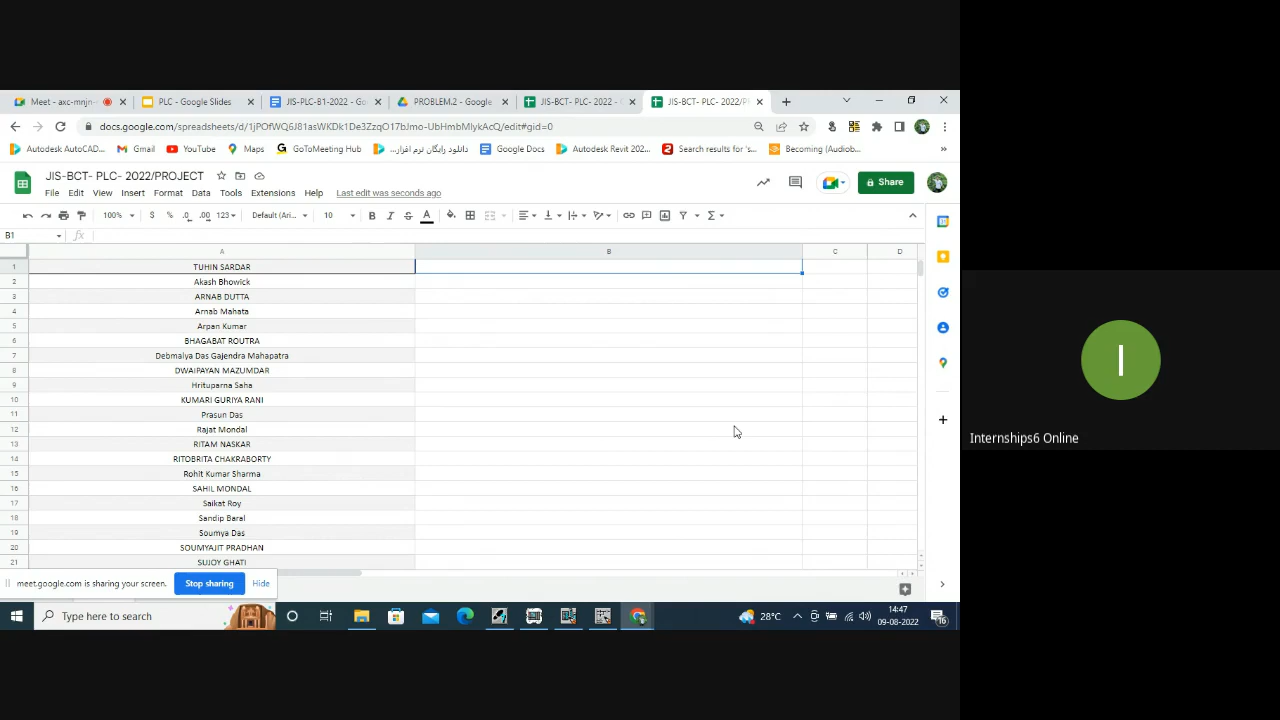 Meet - axc-mnjn-
PLC - Google Slides
JIS-PLC-B1-2022 - Go
PROBLEM.2 - Google
JIS-BCT- PLC- 2022 -
JIS-BCT- PLC- 2022/P
docs.google.com/spreadsheets/d/1jPOfWQ6J81asWKDk1De3ZzqO17bJmo-UbHmbMlykAcQ/edit#gid=0
Autodesk AutoCAD...
Gmail
YouTube
Maps
GoToMeeting Hub
دانلود رایگان نرم افزار...
Google Docs
Autodesk Revit 202...
Search results for 's...
Becoming (Audiob...
JIS-BCT- PLC- 2022/PROJECT
Share
File Edit View Insert Format Data Tools Extensions Help Last edit was seconds ago
100% $ % .0 .00 123 Default (Ari... 10 B I S A
B1 fx
A B C D
1 TUHIN SARDAR
2 Akash Bhowick
3 ARNAB DUTTA
4 Arnab Mahata
5 Arpan Kumar
6 BHAGABAT ROUTRA
7 Debmalya Das Gajendra Mahapatra
8 DWAIPAYAN MAZUMDAR
9 Hrituparna Saha
10 KUMARI GURIYA RANI
11 Prasun Das
12 Rajat Mondal
13 RITAM NASKAR
14 RITOBRITA CHAKRABORTY
15 Rohit Kumar Sharma
16 SAHIL MONDAL
17 Saikat Roy
18 Sandip Baral
19 Soumya Das
20 SOUMYAJIT PRADHAN
21 SUJOY GHATI
meet.google.com is sharing your screen. Stop sharing Hide
Type here to search
28°C
14:47
09-08-2022
16
I
Internships6 Online